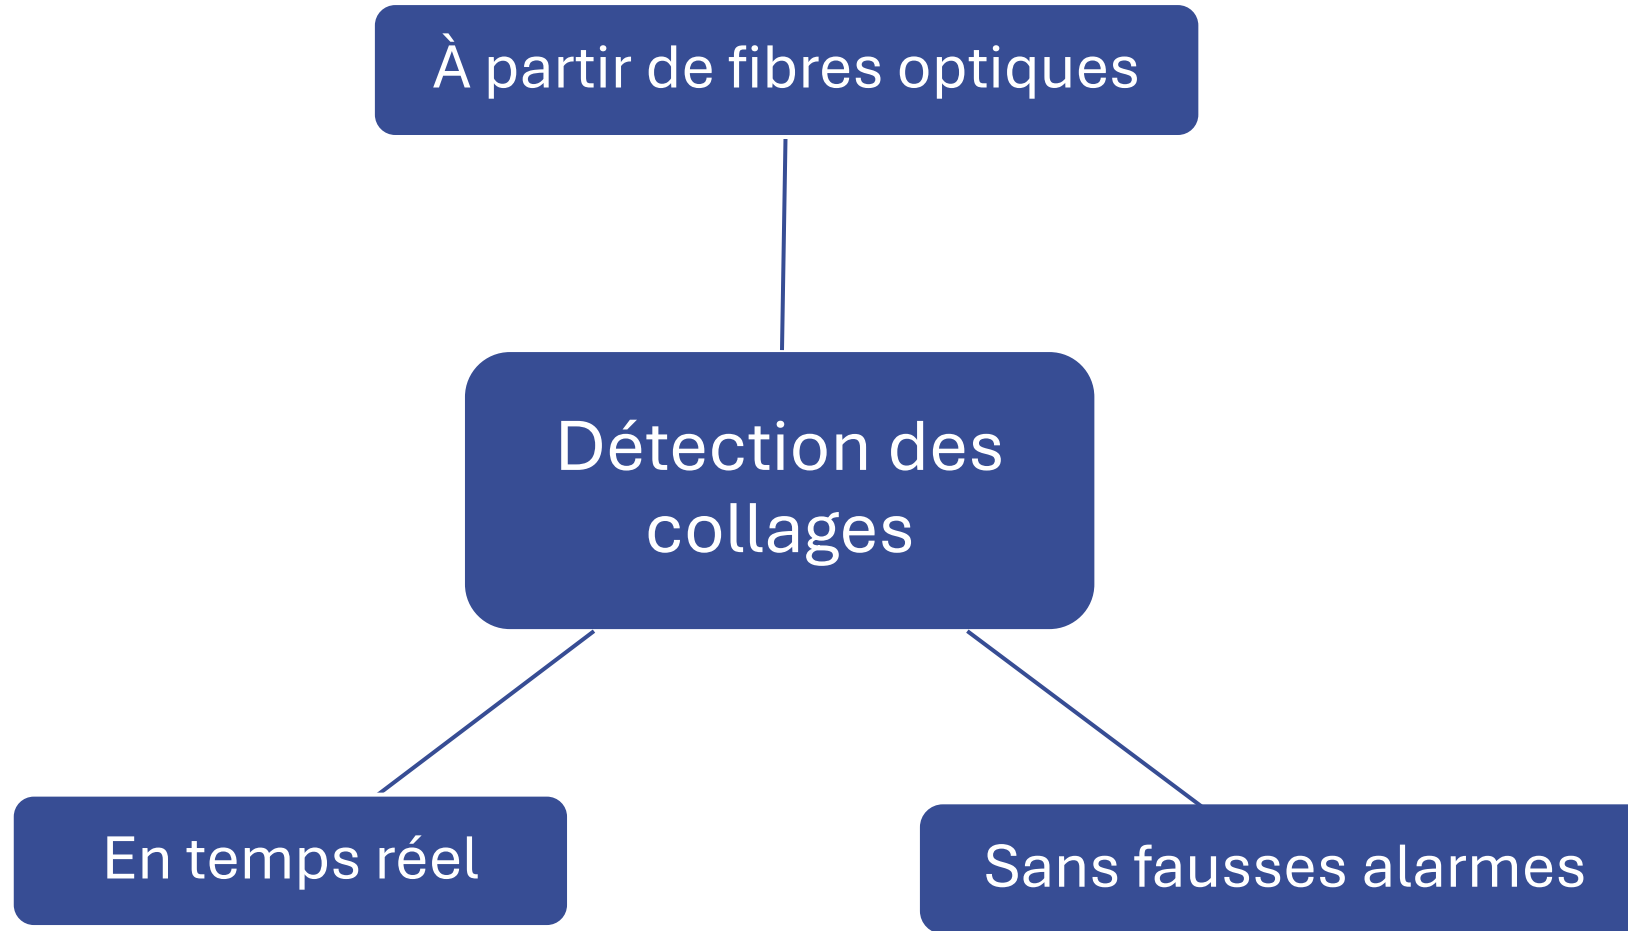 À partir de fibres optiques
Détection des
collages
En temps réel
Sans fausses alarmes